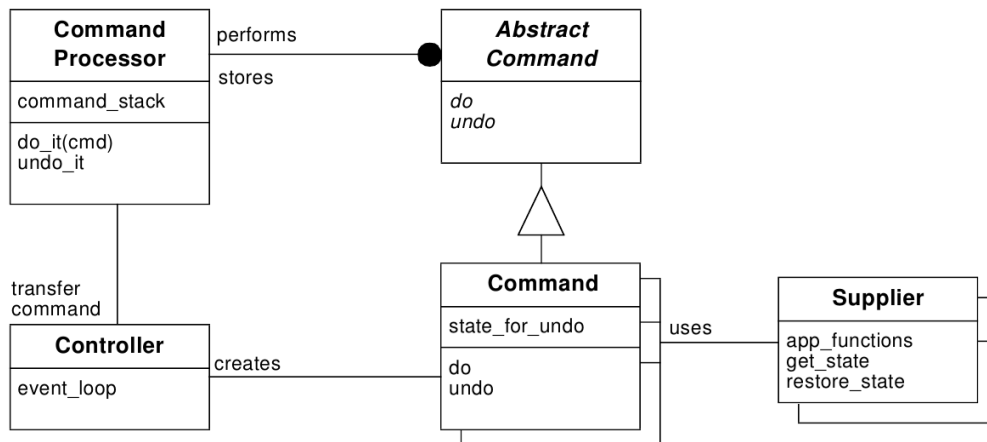 Command
Processor
command_stack
do_it(cmd)
undo_it
performs
stores
Abstract
Command
do
undo
transfer
command
Controller
event_loop
creates
Command
state_for_undo
do
undo
uses
Supplier
app_functions
get_state
restore_state